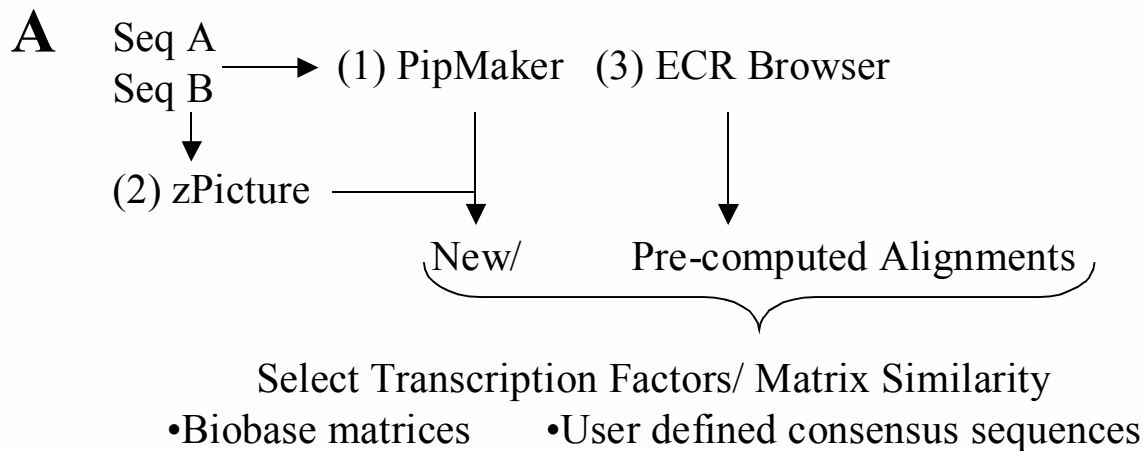 A
Seq A
Seq B
(1) PipMaker
(3) ECR Browser
(2) zPicture
New/
Pre-computed Alignments
Select Transcription Factors/ Matrix Similarity
•Biobase matrices
•User defined consensus sequences